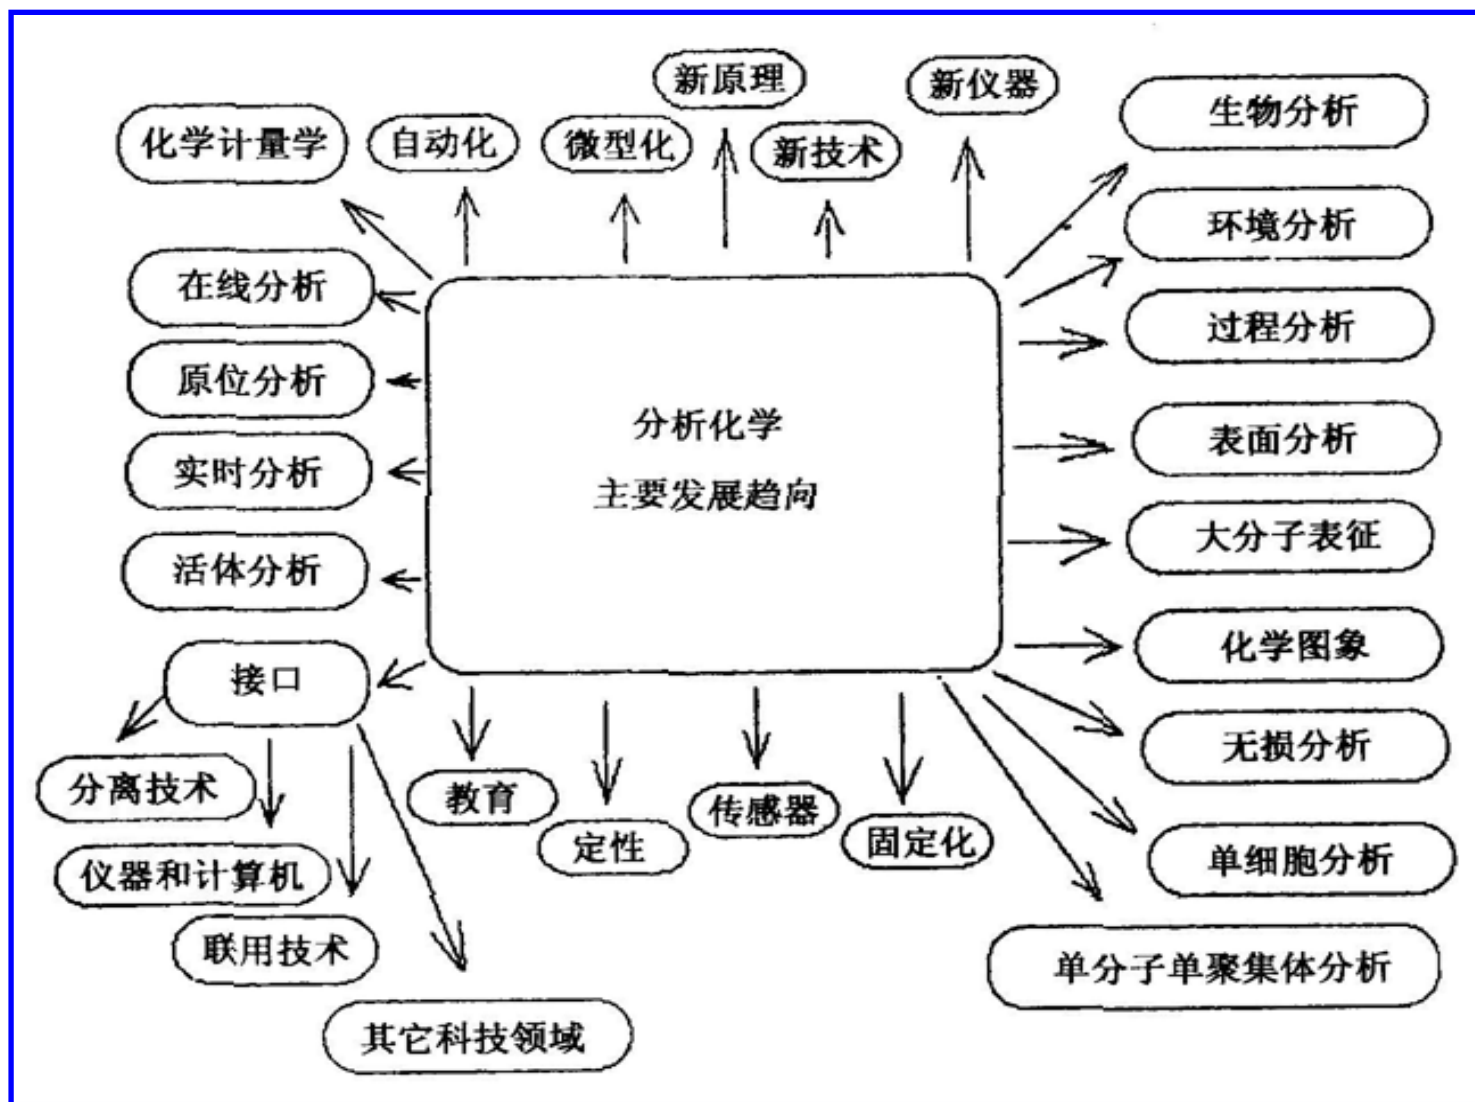 新原理
新仪器
生物分析
化学计量学
自动化
微型化
新技术
环境分析
在线分析
过程分析
原位分析
分析化学
主要发展趋向
表面分析
实时分析
大分子表征
活体分析
化学图象
接口
无损分析
分离技术
教育
定性
传感器
固定化
单细胞分析
仪器和计算机
联用技术
单分子单聚集体分析
其它科技领域